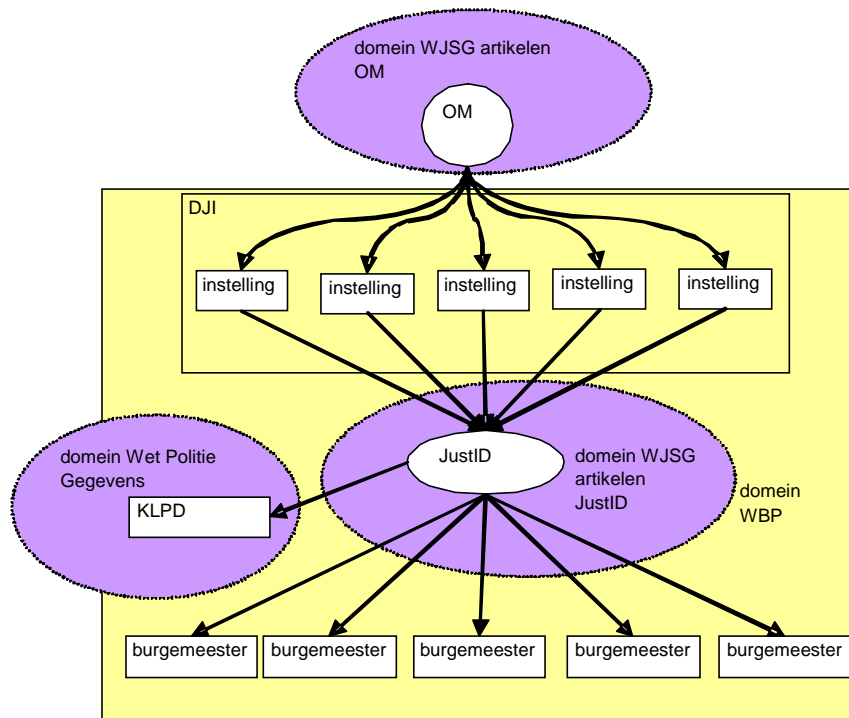 domein WJSG artikelen
OM
OM
DJI
instelling
instelling
instelling
instelling
instelling
domein Wet Politie
Gegevens
KLPD
JustID
domein WJSG
artikelen
JustID
domein
WBP
burgemeester
burgemeester
burgemeester
burgemeester
burgemeester